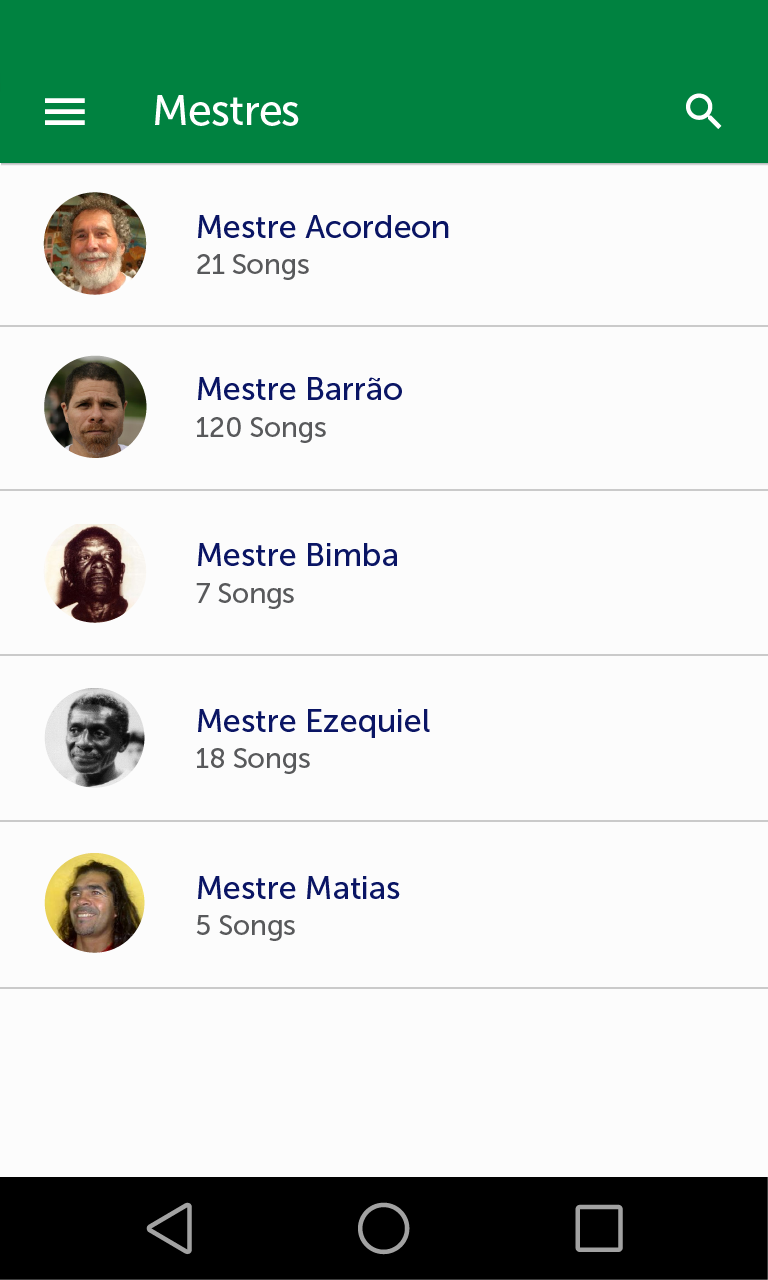 Mestres
Mestre Acordeon
21 Songs
Mestre Barrão
120 Songs
Mestre Bimba
7 Songs
Mestre Ezequiel
18 Songs
Mestre Matias
5 Songs